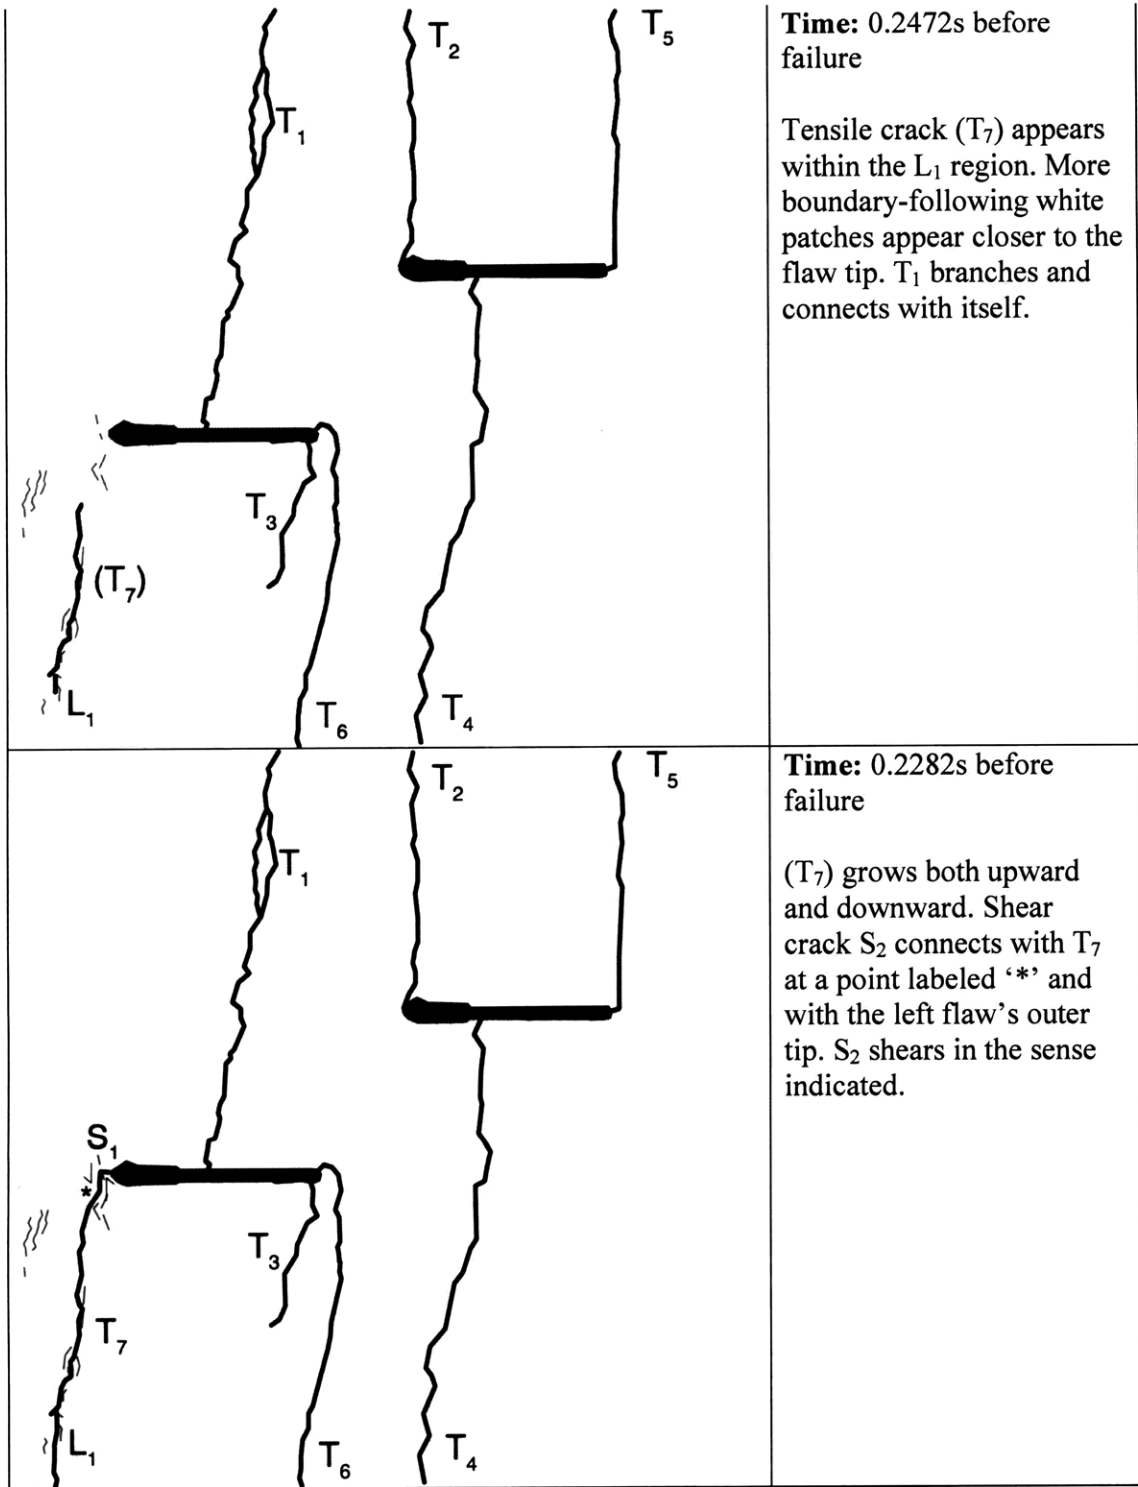 T₂
T₅
T₁
T₃
(T₇)
L₁
T₆
T₄
Time: 0.2472s before
failure
Tensile crack (T₇) appears
within the L₁ region. More
boundary-following white
patches appear closer to the
flaw tip. T₁ branches and
connects with itself.
T₂
T₅
T₁
S₁
*
T₃
T₇
L₁
T₆
T₄
Time: 0.2282s before
failure
(T₇) grows both upward
and downward. Shear
crack S₂ connects with T₇
at a point labeled ‘*’ and
with the left flaw’s outer
tip. S₂ shears in the sense
indicated.